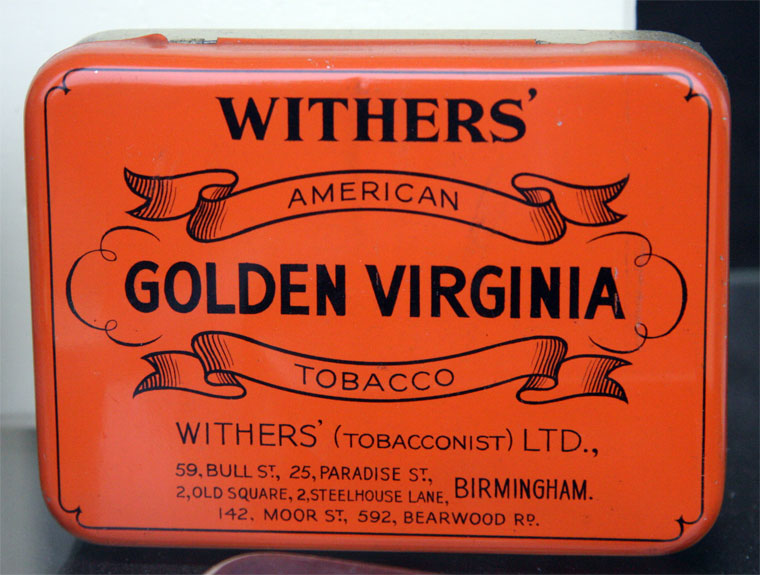 WITHERS'
AMERICAN
GOLDEN VIRGINIA
TOBACCO
WITHERS' (TOBACCONIST) LTD.,
59, BULL ST., 25, PARADISE ST.,
2, OLD SQUARE, 2, STEELHOUSE LANE, BIRMINGHAM.
142, MOOR ST., 592, BEARWOOD RD.